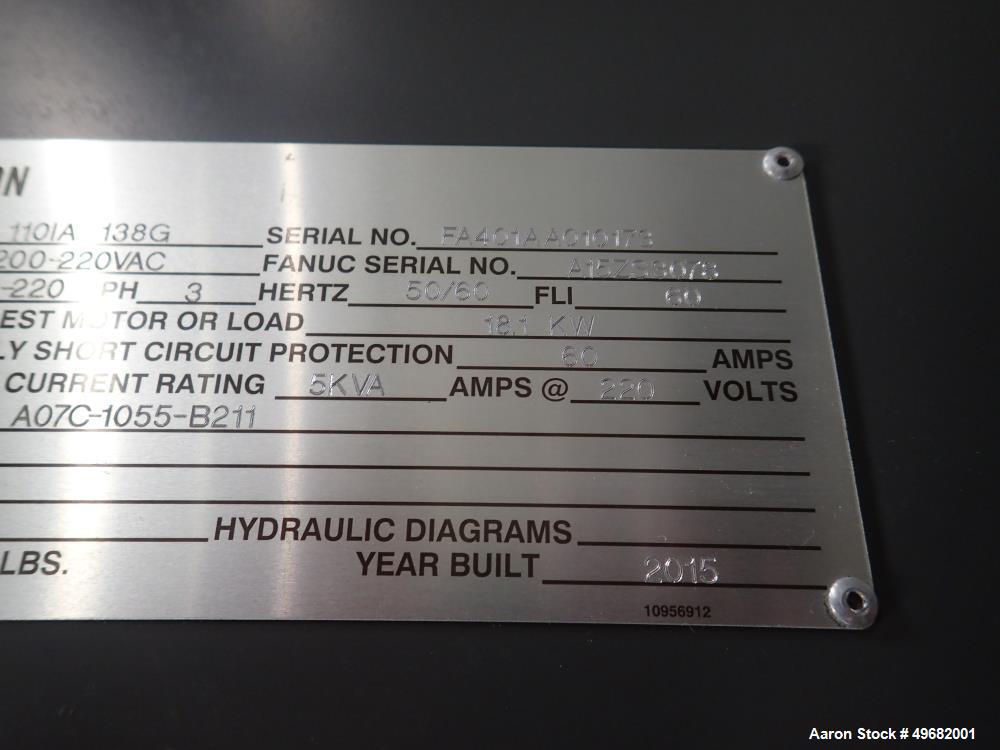 ON
110IA 138G SERIAL NO.
200-220VAC FANUC SERIAL NO.
-220 PH 3 HERTZ 50/60 FLI 60
EST MOTOR OR LOAD 18.1 KW
LY SHORT CIRCUIT PROTECTION 60 AMPS
CURRENT RATING 5KVA AMPS @ 220 VOLTS
A07C-1055-B211
HYDRAULIC DIAGRAMS
LBS. YEAR BUILT 2015
10956912
Aaron Stock # 49682001